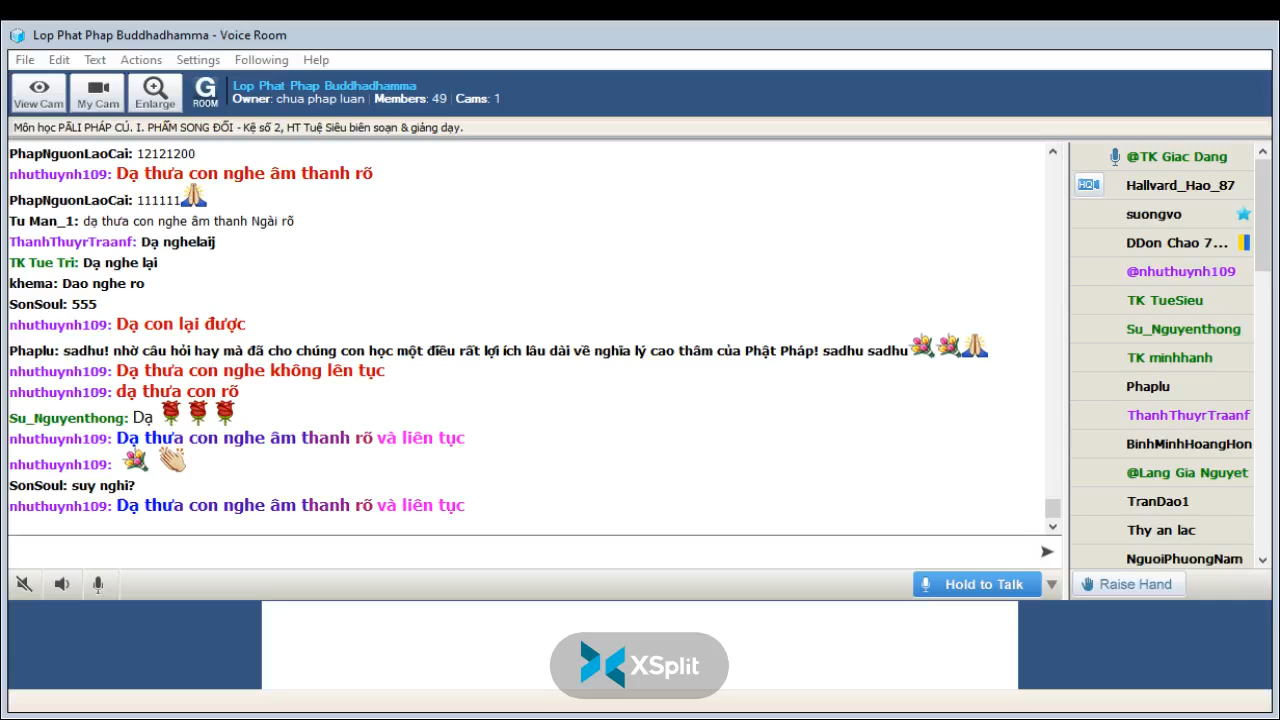 Lop Phat Phap Buddhadhamma - Voice Room
File Edit Text Actions Settings Following Help
View Cam My Cam Enlarge G ROOM
Lop Phat Phap Buddhadhamma
Owner: chua phap luan | Members: 49 | Cams: 1
Môn học PĀLI PHÁP CÚ. I. PHẨM SONG ĐỐI - Kệ số 2, HT Tuệ Siêu biên soạn & giảng dạy.
PhapNguonLaoCai: 12121200
nhuthuynh109: Dạ thưa con nghe âm thanh rõ
PhapNguonLaoCai: 111111
Tu Man_1: dạ thưa con nghe âm thanh Ngài rõ
ThanhThuyrTraanf: Dạ nghelaij
TK Tue Tri: Dạ nghe lại
khema: Dao nghe ro
SonSoul: 555
nhuthuynh109: Dạ con lại được
Phaplu: sadhu! nhờ câu hỏi hay mà đã cho chúng con học một điều rất lợi ích lâu dài về nghĩa lý cao thâm của Phật Pháp! sadhu sadhu
nhuthuynh109: Dạ thưa con nghe không lên tục
nhuthuynh109: dạ thưa con rõ
Su_Nguyenthong: Dạ
nhuthuynh109: Dạ thưa con nghe âm thanh rõ và liên tục
nhuthuynh109:
SonSoul: suy nghi?
nhuthuynh109: Dạ thưa con nghe âm thanh rõ và liên tục
Hold to Talk
@TK Giac Dang
HQ Hallvard_Hao_87
suongvo
DDon Chao 7...
@nhuthuynh109
TK TueSieu
Su_Nguyenthong
TK minhhanh
Phaplu
ThanhThuyrTraanf
BinhMinhHoangHon
@Lang Gia Nguyet
TranDao1
Thy an lac
NguoiPhuongNam
Raise Hand
XSplit